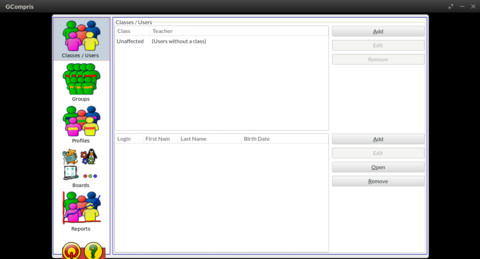 GCompris
Classes / Users
Groups
Profiles
Boards
Reports
Classes / Users
Class Teacher
Unaffected (Users without a class)
Add
Edit
Remove
Login First Nam Last Name Birth Date
Add
Edit
Open
Remove